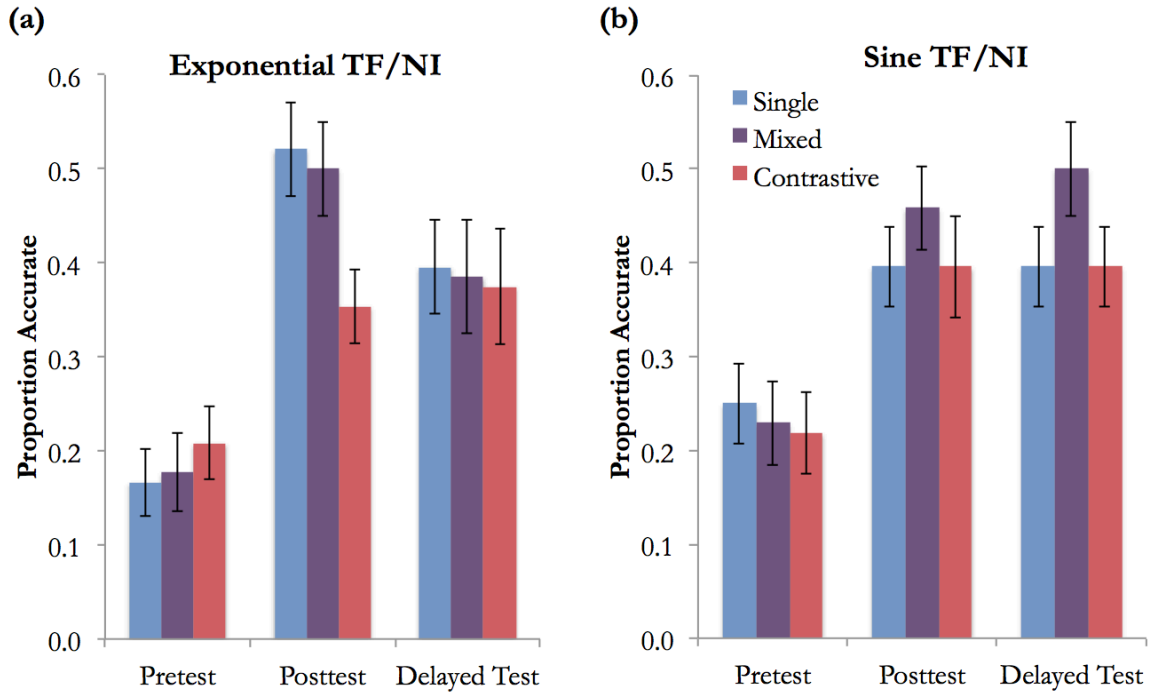 (a)
Exponential TF/NI
Proportion Accurate
0.6
0.5
0.4
0.3
0.2
0.1
0.0
Pretest Posttest Delayed Test
(b)
Sine TF/NI
Proportion Accurate
0.6
0.5
0.4
0.3
0.2
0.1
0.0
Single
Mixed
Contrastive
Pretest Posttest Delayed Test